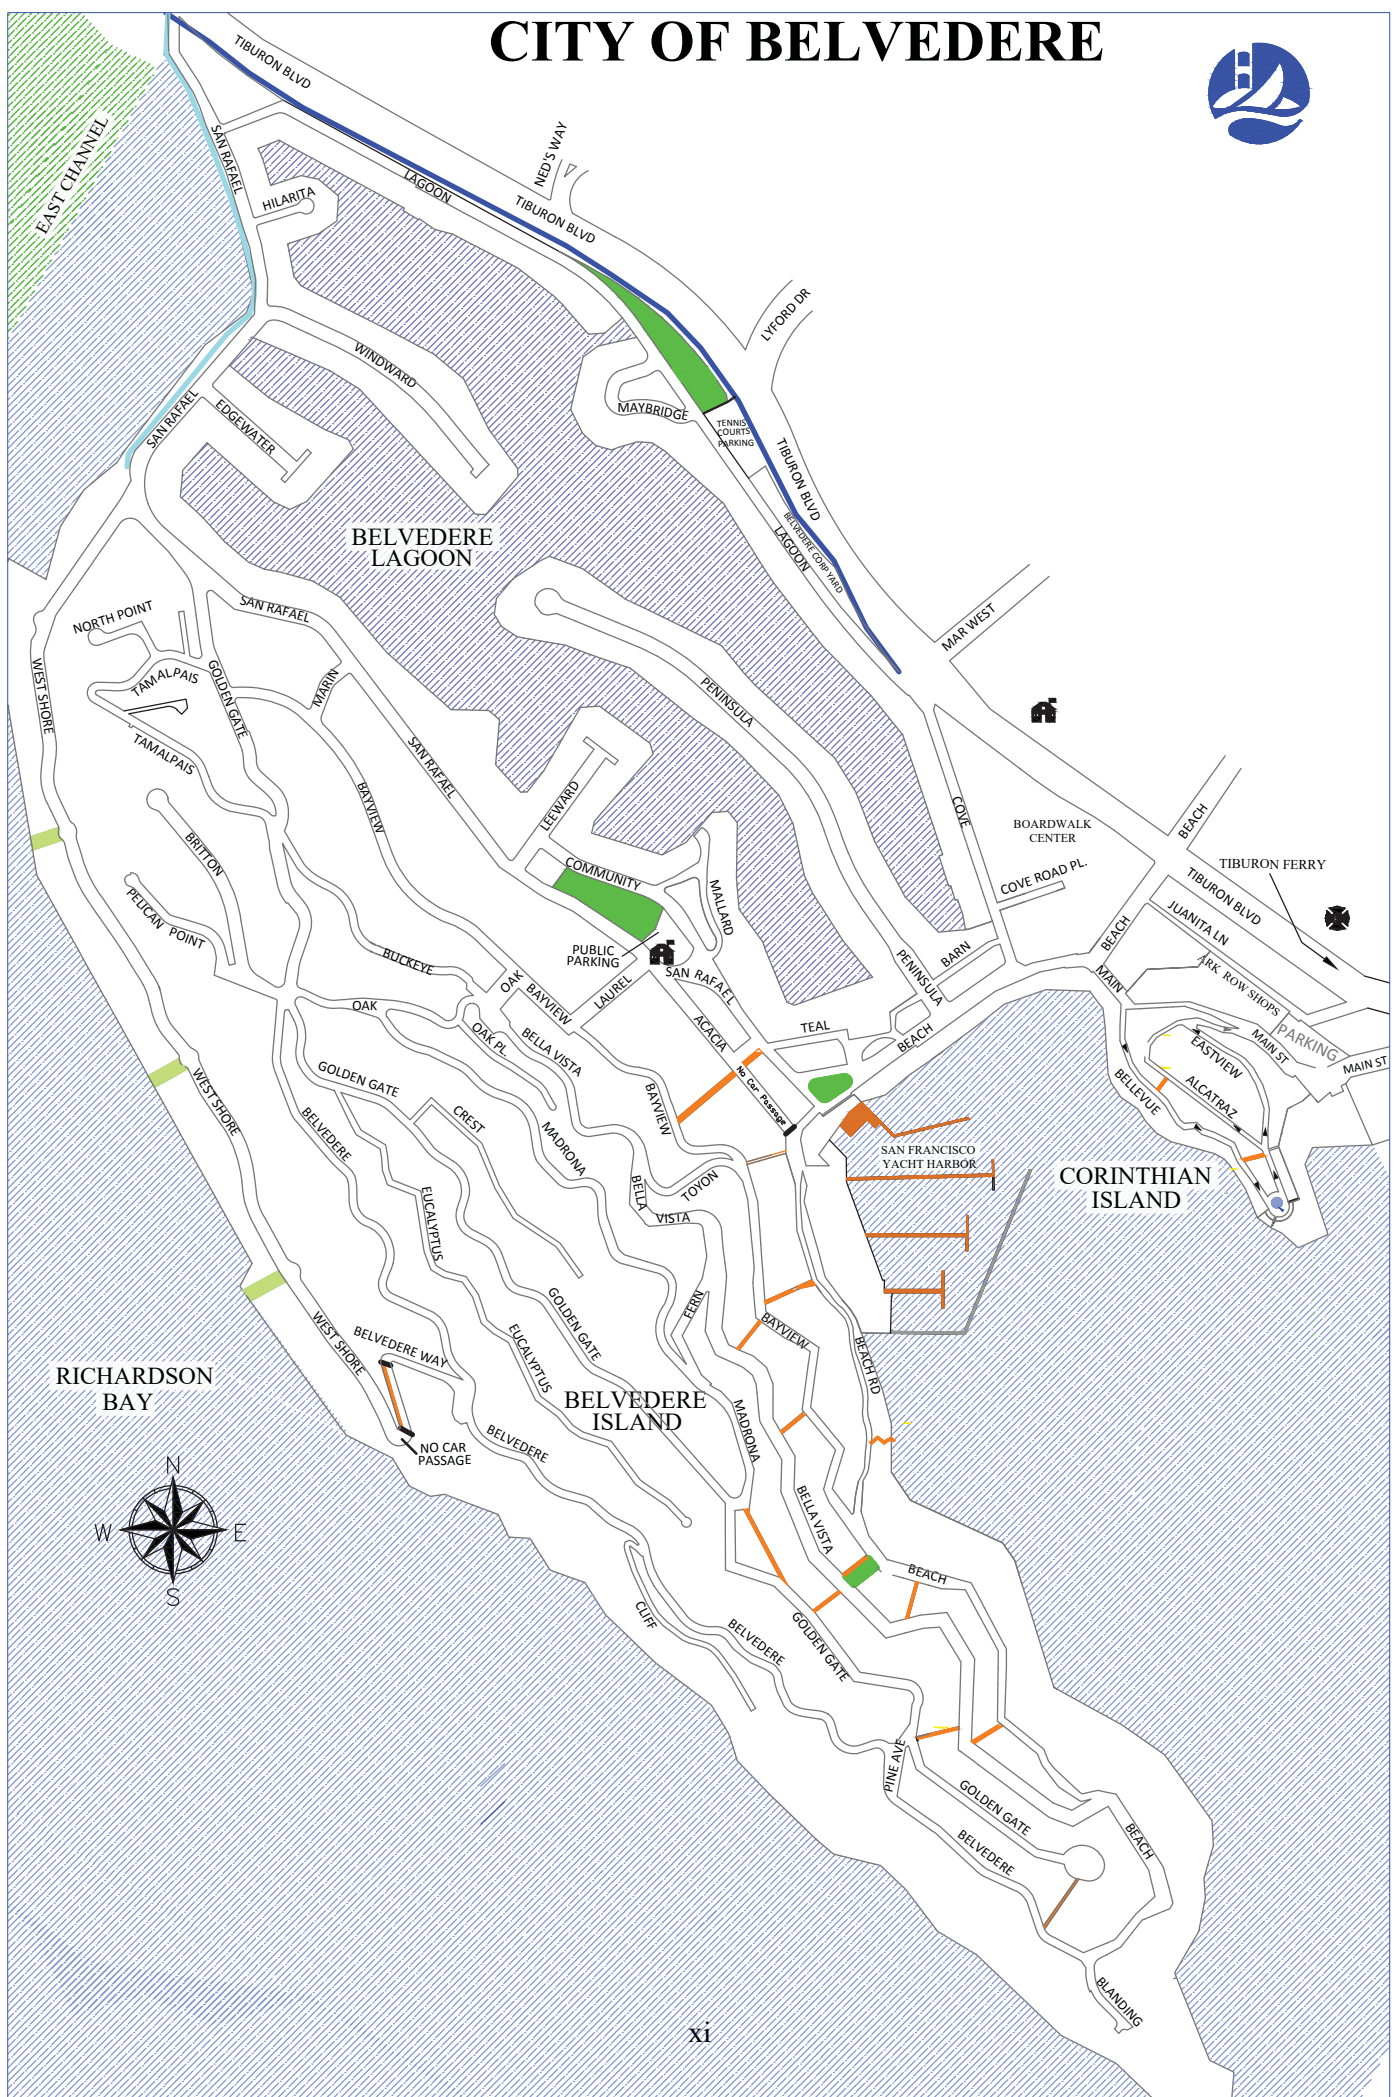 CITY OF BELVEDERE
TIBURON BLVD
EAST CHANNEL
SAN RAFAEL
NED'S WAY
LAGOON
HILARITA
TIBURON BLVD
LYFORD DR
WINDWARD
MAYBRIDGE
SAN RAFAEL
EDGEWATER
TENNIS
COURTS
PARKING
TIBURON BLVD
BELVEDERE
LAGOON
LAGOON
BELVEDERE CORP YARD
NORTH POINT
SAN RAFAEL
MAR WEST
WEST SHORE
TAMALPAIS
GOLDEN GATE
MARIN
PENINSULA
TAMALPAIS
SAN RAFAEL
BAYVIEW
LEEWARD
COVE
BOARDWALK
CENTER
BEACH
BRITTON
COMMUNITY
COVE ROAD PL.
TIBURON FERRY
TIBURON BLVD
PELICAN POINT
MALLARD
JUANITA LN
BEACH
PUBLIC
PARKING
BUCKEYE
BARN
PENINSULA
OAK
BAYVIEW
LAUREL
SAN RAFAEL
MAIN
ARK ROW SHOPS
OAK
OAK PL.
BELLA VISTA
ACACIA
TEAL
BEACH
MAIN ST
PARKING
EASTVIEW
MAIN ST
GOLDEN GATE
No Car Passage
BELLEVUE
ALCATRAZ
WEST SHORE
BELVEDERE
CREST
MADRONA
BAYVIEW
SAN FRANCISCO
YACHT HARBOR
CORINTHIAN
ISLAND
EUCALYPTUS
BELLA
VISTA
TOYON
FERN
GOLDEN GATE
BAYVIEW
WEST SHORE
BELVEDERE WAY
EUCALYPTUS
BEACH RD
RICHARDSON
BAY
BELVEDERE
ISLAND
MADRONA
NO CAR
PASSAGE
BELVEDERE
N
W
E
S
BELLA VISTA
BEACH
CLIFF
BELVEDERE
GOLDEN GATE
PINE AVE
GOLDEN GATE
BELVEDERE
BEACH
BLANDING
xi